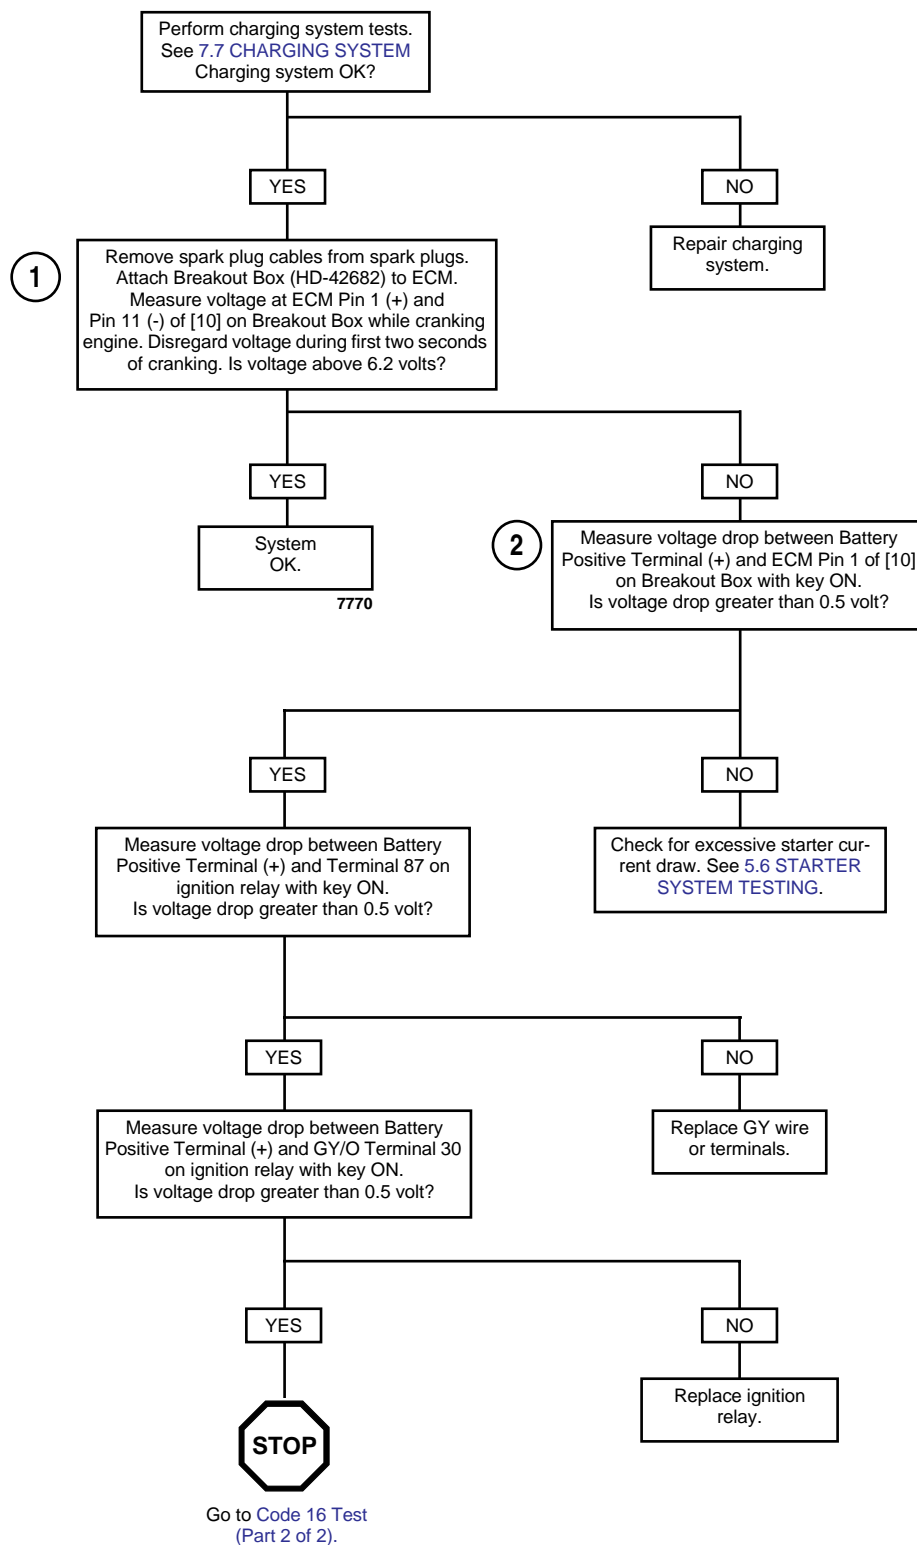 Perform charging system tests.
See 7.7 CHARGING SYSTEM
Charging system OK?
YES
NO
1
Remove spark plug cables from spark plugs.
Attach Breakout Box (HD-42682) to ECM.
Measure voltage at ECM Pin 1 (+) and
Pin 11 (-) of [10] on Breakout Box while cranking
engine. Disregard voltage during first two seconds
of cranking. Is voltage above 6.2 volts?
Repair charging
system.
YES
NO
System
OK.
7770
2
Measure voltage drop between Battery
Positive Terminal (+) and ECM Pin 1 of [10]
on Breakout Box with key ON.
Is voltage drop greater than 0.5 volt?
YES
NO
Measure voltage drop between Battery
Positive Terminal (+) and Terminal 87 on
ignition relay with key ON.
Is voltage drop greater than 0.5 volt?
Check for excessive starter cur-
rent draw. See 5.6 STARTER
SYSTEM TESTING.
YES
NO
Measure voltage drop between Battery
Positive Terminal (+) and GY/O Terminal 30
on ignition relay with key ON.
Is voltage drop greater than 0.5 volt?
Replace GY wire
or terminals.
YES
NO
STOP
Replace ignition
relay.
Go to Code 16 Test
(Part 2 of 2).